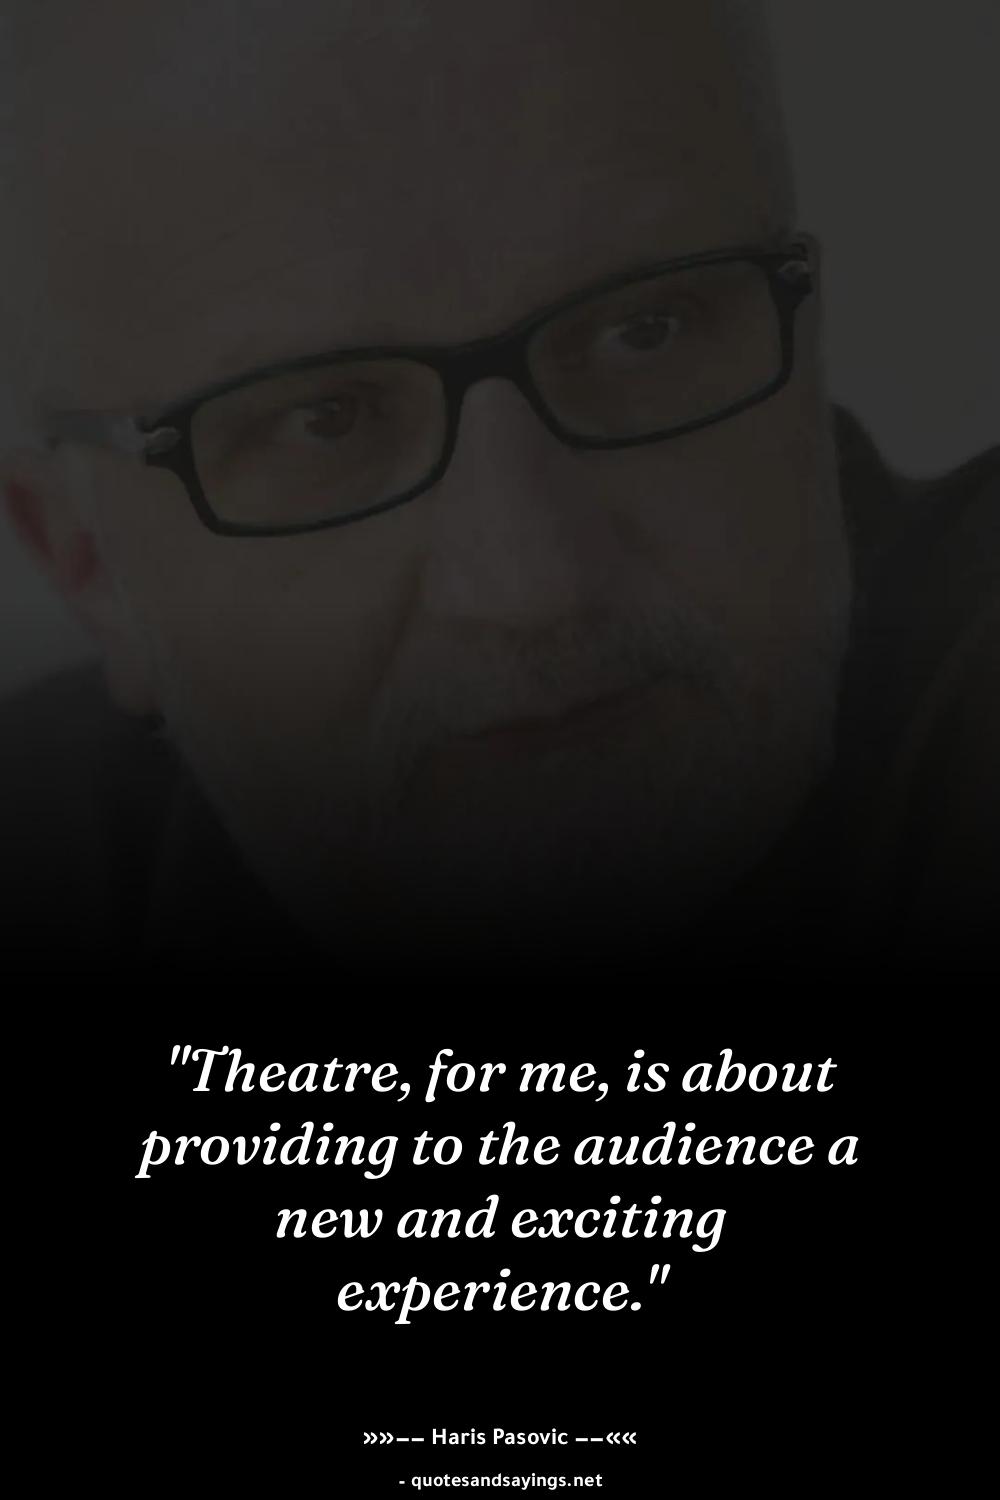 "Theatre, for me, is about
providing to the audience a
new and exciting
experience."
»»–– Haris Pasovic ––««
- quotesandsayings.net